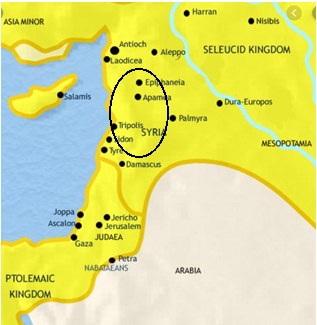 Harran
Nisibis
ASIA MINOR
Antioch
Aleppo
SELEUCID KINGDOM
Laodicea
Epiphaneia
Apamea
Salamis
Dura-Europos
Palmyra
Tripolis
SYRIA
Sidon
MESOPOTAMIA
Tyre
Damascus
Joppa
Jericho
Ascalon
Jerusalem
JUDAEA
Gaza
Petra
NABATAEANS
ARABIA
PTOLEMAIC
KINGDOM